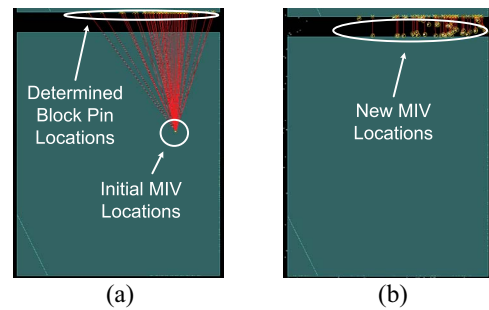 Determined
Block Pin
Locations
Initial MIV
Locations
(a)
New MIV
Locations
(b)